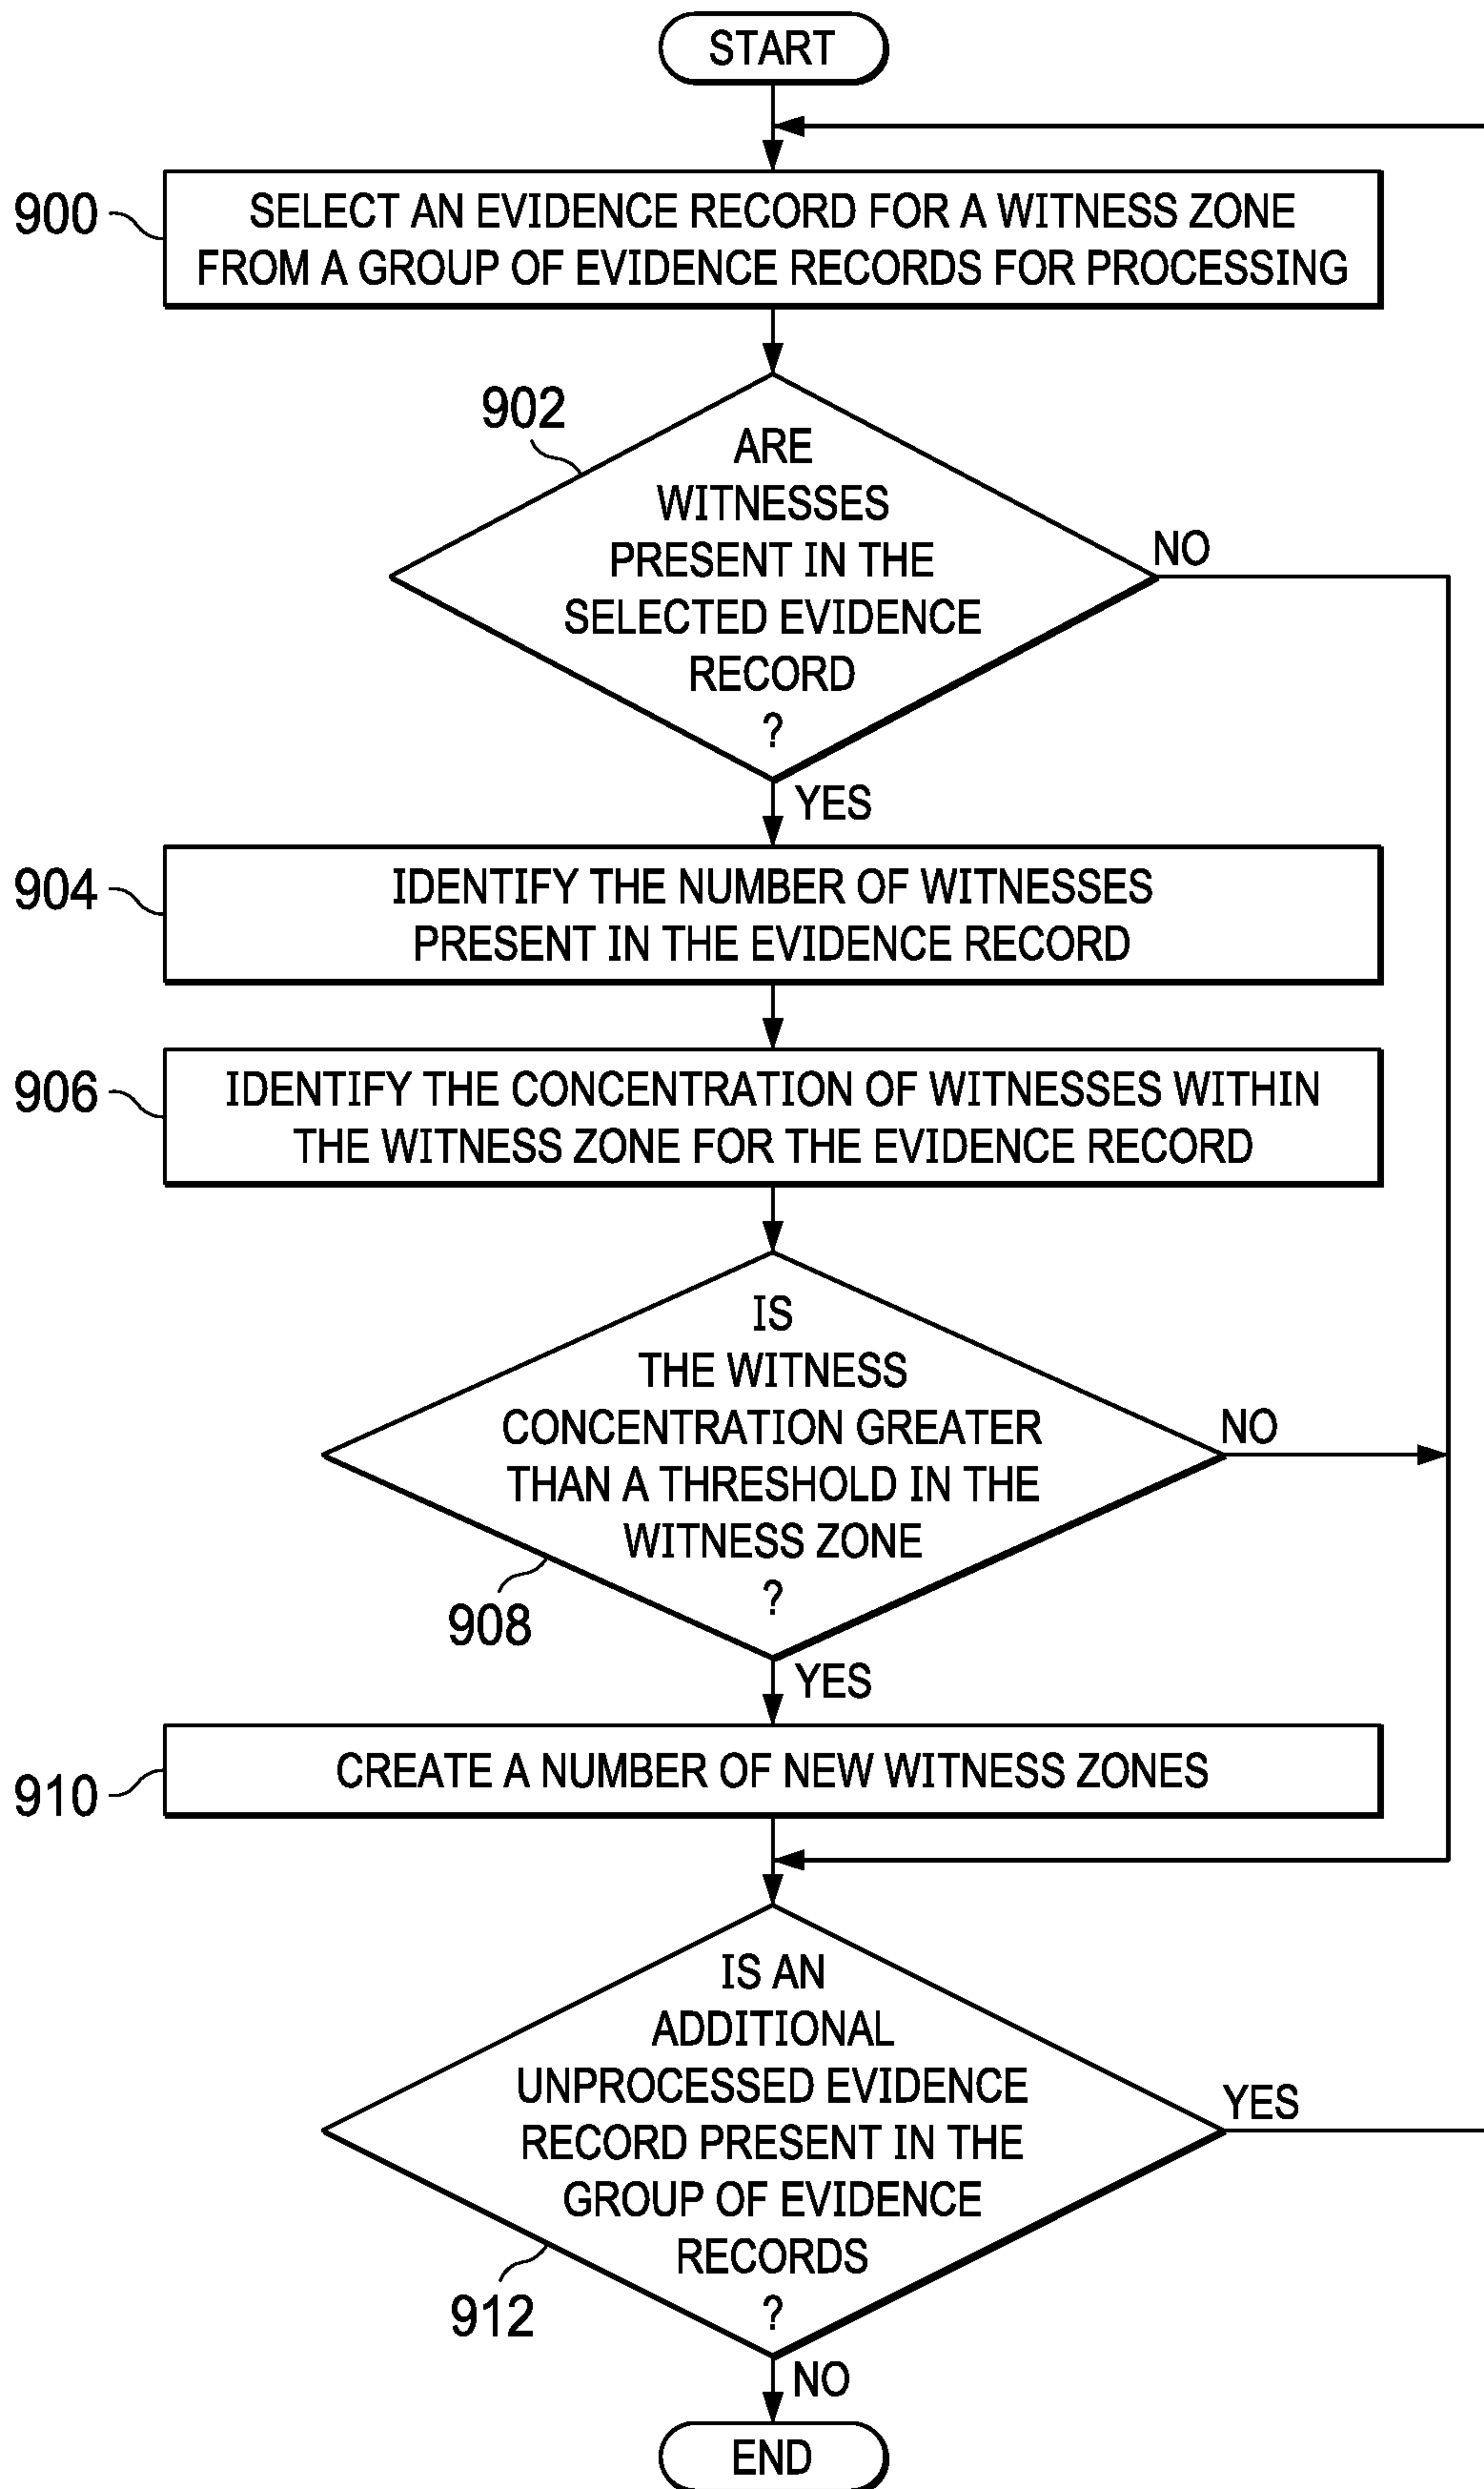 START
900
SELECT AN EVIDENCE RECORD FOR A WITNESS ZONE
FROM A GROUP OF EVIDENCE RECORDS FOR PROCESSING
902
ARE
WITNESSES
PRESENT IN THE
SELECTED EVIDENCE
RECORD
?
NO
YES
904
IDENTIFY THE NUMBER OF WITNESSES
PRESENT IN THE EVIDENCE RECORD
906
IDENTIFY THE CONCENTRATION OF WITNESSES WITHIN
THE WITNESS ZONE FOR THE EVIDENCE RECORD
IS
THE WITNESS
CONCENTRATION GREATER
THAN A THRESHOLD IN THE
WITNESS ZONE
?
NO
908
YES
910
CREATE A NUMBER OF NEW WITNESS ZONES
IS AN
ADDITIONAL
UNPROCESSED EVIDENCE
RECORD PRESENT IN THE
GROUP OF EVIDENCE
RECORDS
?
YES
912
NO
END